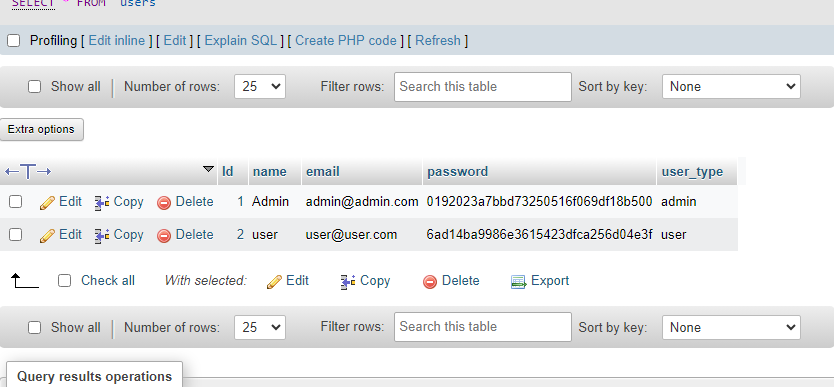 SELECT * FROM `users`
Profiling [ Edit inline ] [ Edit ] [ Explain SQL ] [ Create PHP code ] [ Refresh ]
Show all Number of rows: 25 Filter rows: Search this table Sort by key: None
Extra options
←T→ Id name email password user_type
Edit Copy Delete 1 Admin admin@admin.com 0192023a7bbd73250516f069df18b500 admin
Edit Copy Delete 2 user user@user.com 6ad14ba9986e3615423dfca256d04e3f user
Check all With selected: Edit Copy Delete Export
Show all Number of rows: 25 Filter rows: Search this table Sort by key: None
Query results operations